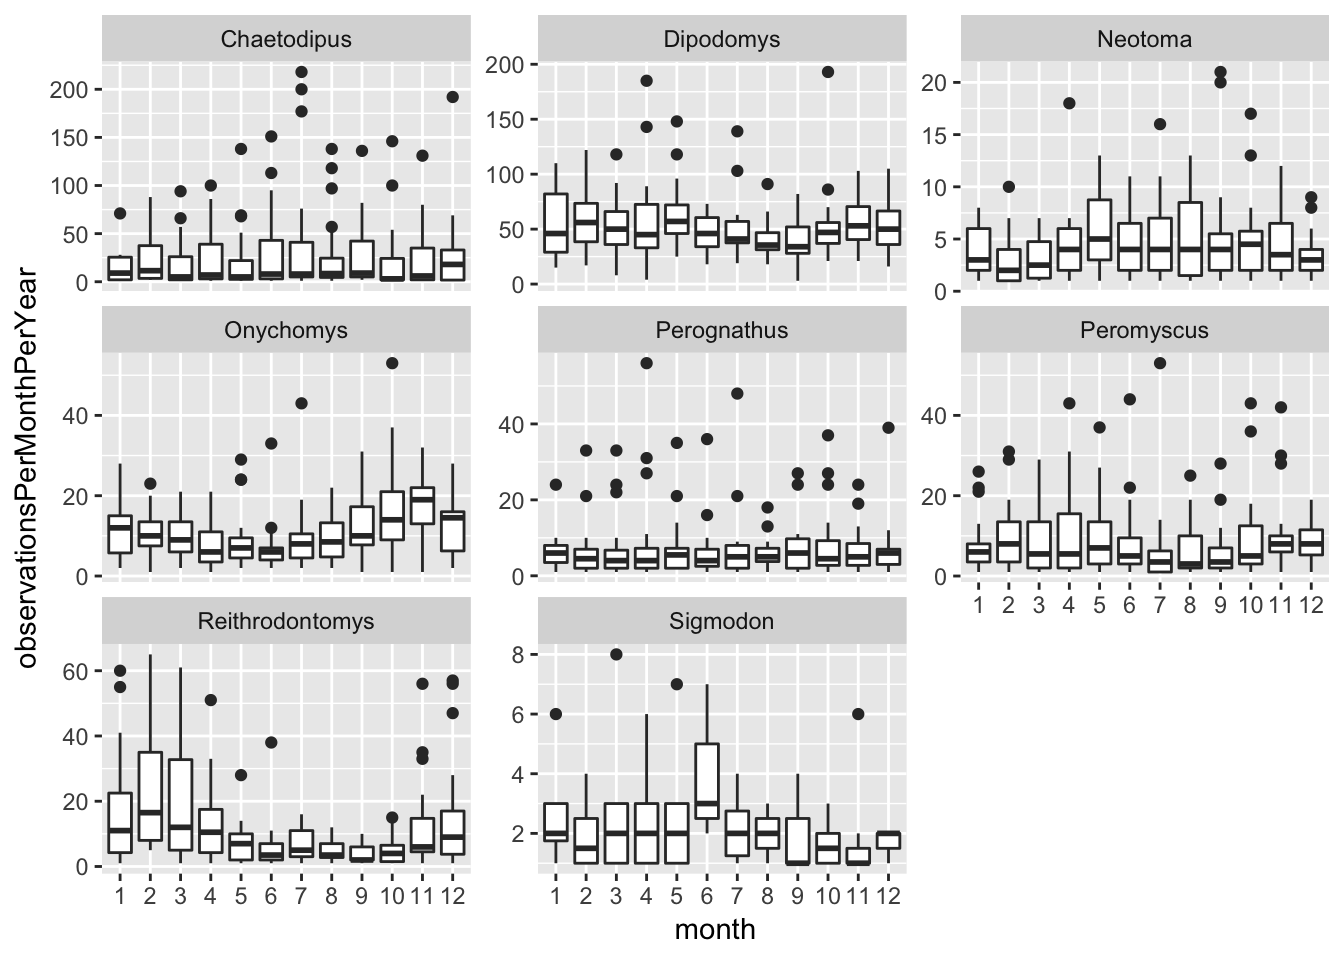 Chaetodipus
Dipodomys
Neotoma
200
150
100
50
0
200
150
100
50
0
20
15
10
5
0
Onychomys
Perognathus
Peromyscus
40
20
0
40
20
0
40
20
0
1 2 3 4 5 6 7 8 9 10 11 12
Reithrodontomys
Sigmodon
60
40
20
0
8
6
4
2
1 2 3 4 5 6 7 8 9 10 11 12
1 2 3 4 5 6 7 8 9 10 11 12
month
observationsPerMonthPerYear